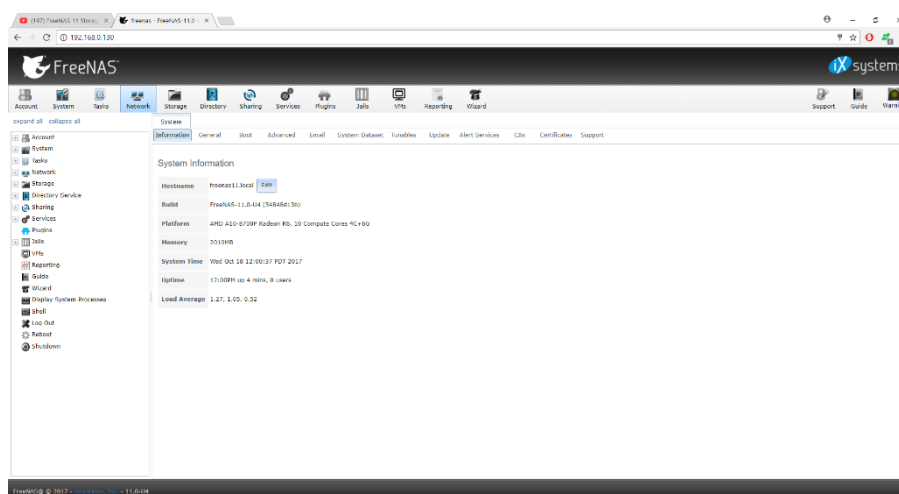 (197) FreeNAS 11 Storag
freenas - FreeNAS-11.0-
192.168.0.130
FreeNAS
iX systems
Account System Tasks Network Storage Directory Sharing Services Plugins Jails VMs Reporting Wizard Support Guide
expand all collapse all
System
Information General Boot Advanced Email System Dataset Tunables Update Alert Services CAs Certificates Support
Account
System
Tasks
Network
Storage
Directory Service
Sharing
Services
Plugins
Jails
VMs
Reporting
Guide
Wizard
Display System Processes
Shell
Log Out
Reboot
Shutdown
System Information
Hostname freenas11.local Edit
Build FreeNAS-11.0-U4 (54848d13b)
Platform AMD A10-8700P Radeon R6, 10 Compute Cores 4C+6G
Memory 2010MB
System Time Wed Oct 18 12:00:37 PDT 2017
Uptime 12:00PM up 4 mins, 0 users
Load Average 1.27, 1.05, 0.52
FreeNAS® © 2017 - 11.0-U4